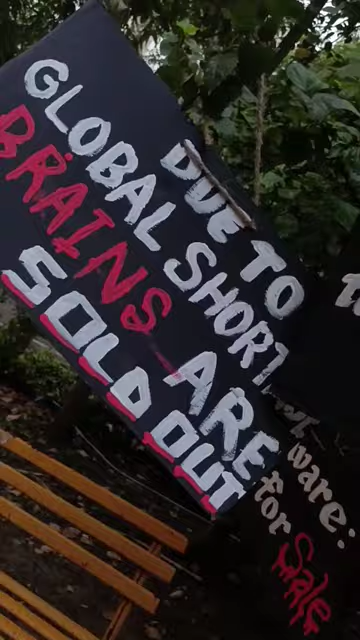 DUE TO
GLOBAL SHORT
BRAINS ARE
SOLD OUT
ware:
for
Sale